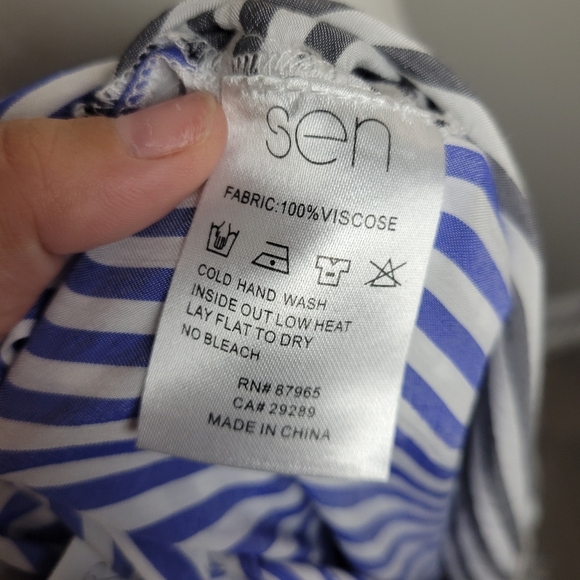 sen
FABRIC:100%VISCOSE
COLD HAND WASH
INSIDE OUT LOW HEAT
LAY FLAT TO DRY
NO BLEACH
RN# 87965
CA# 29289
MADE IN CHINA